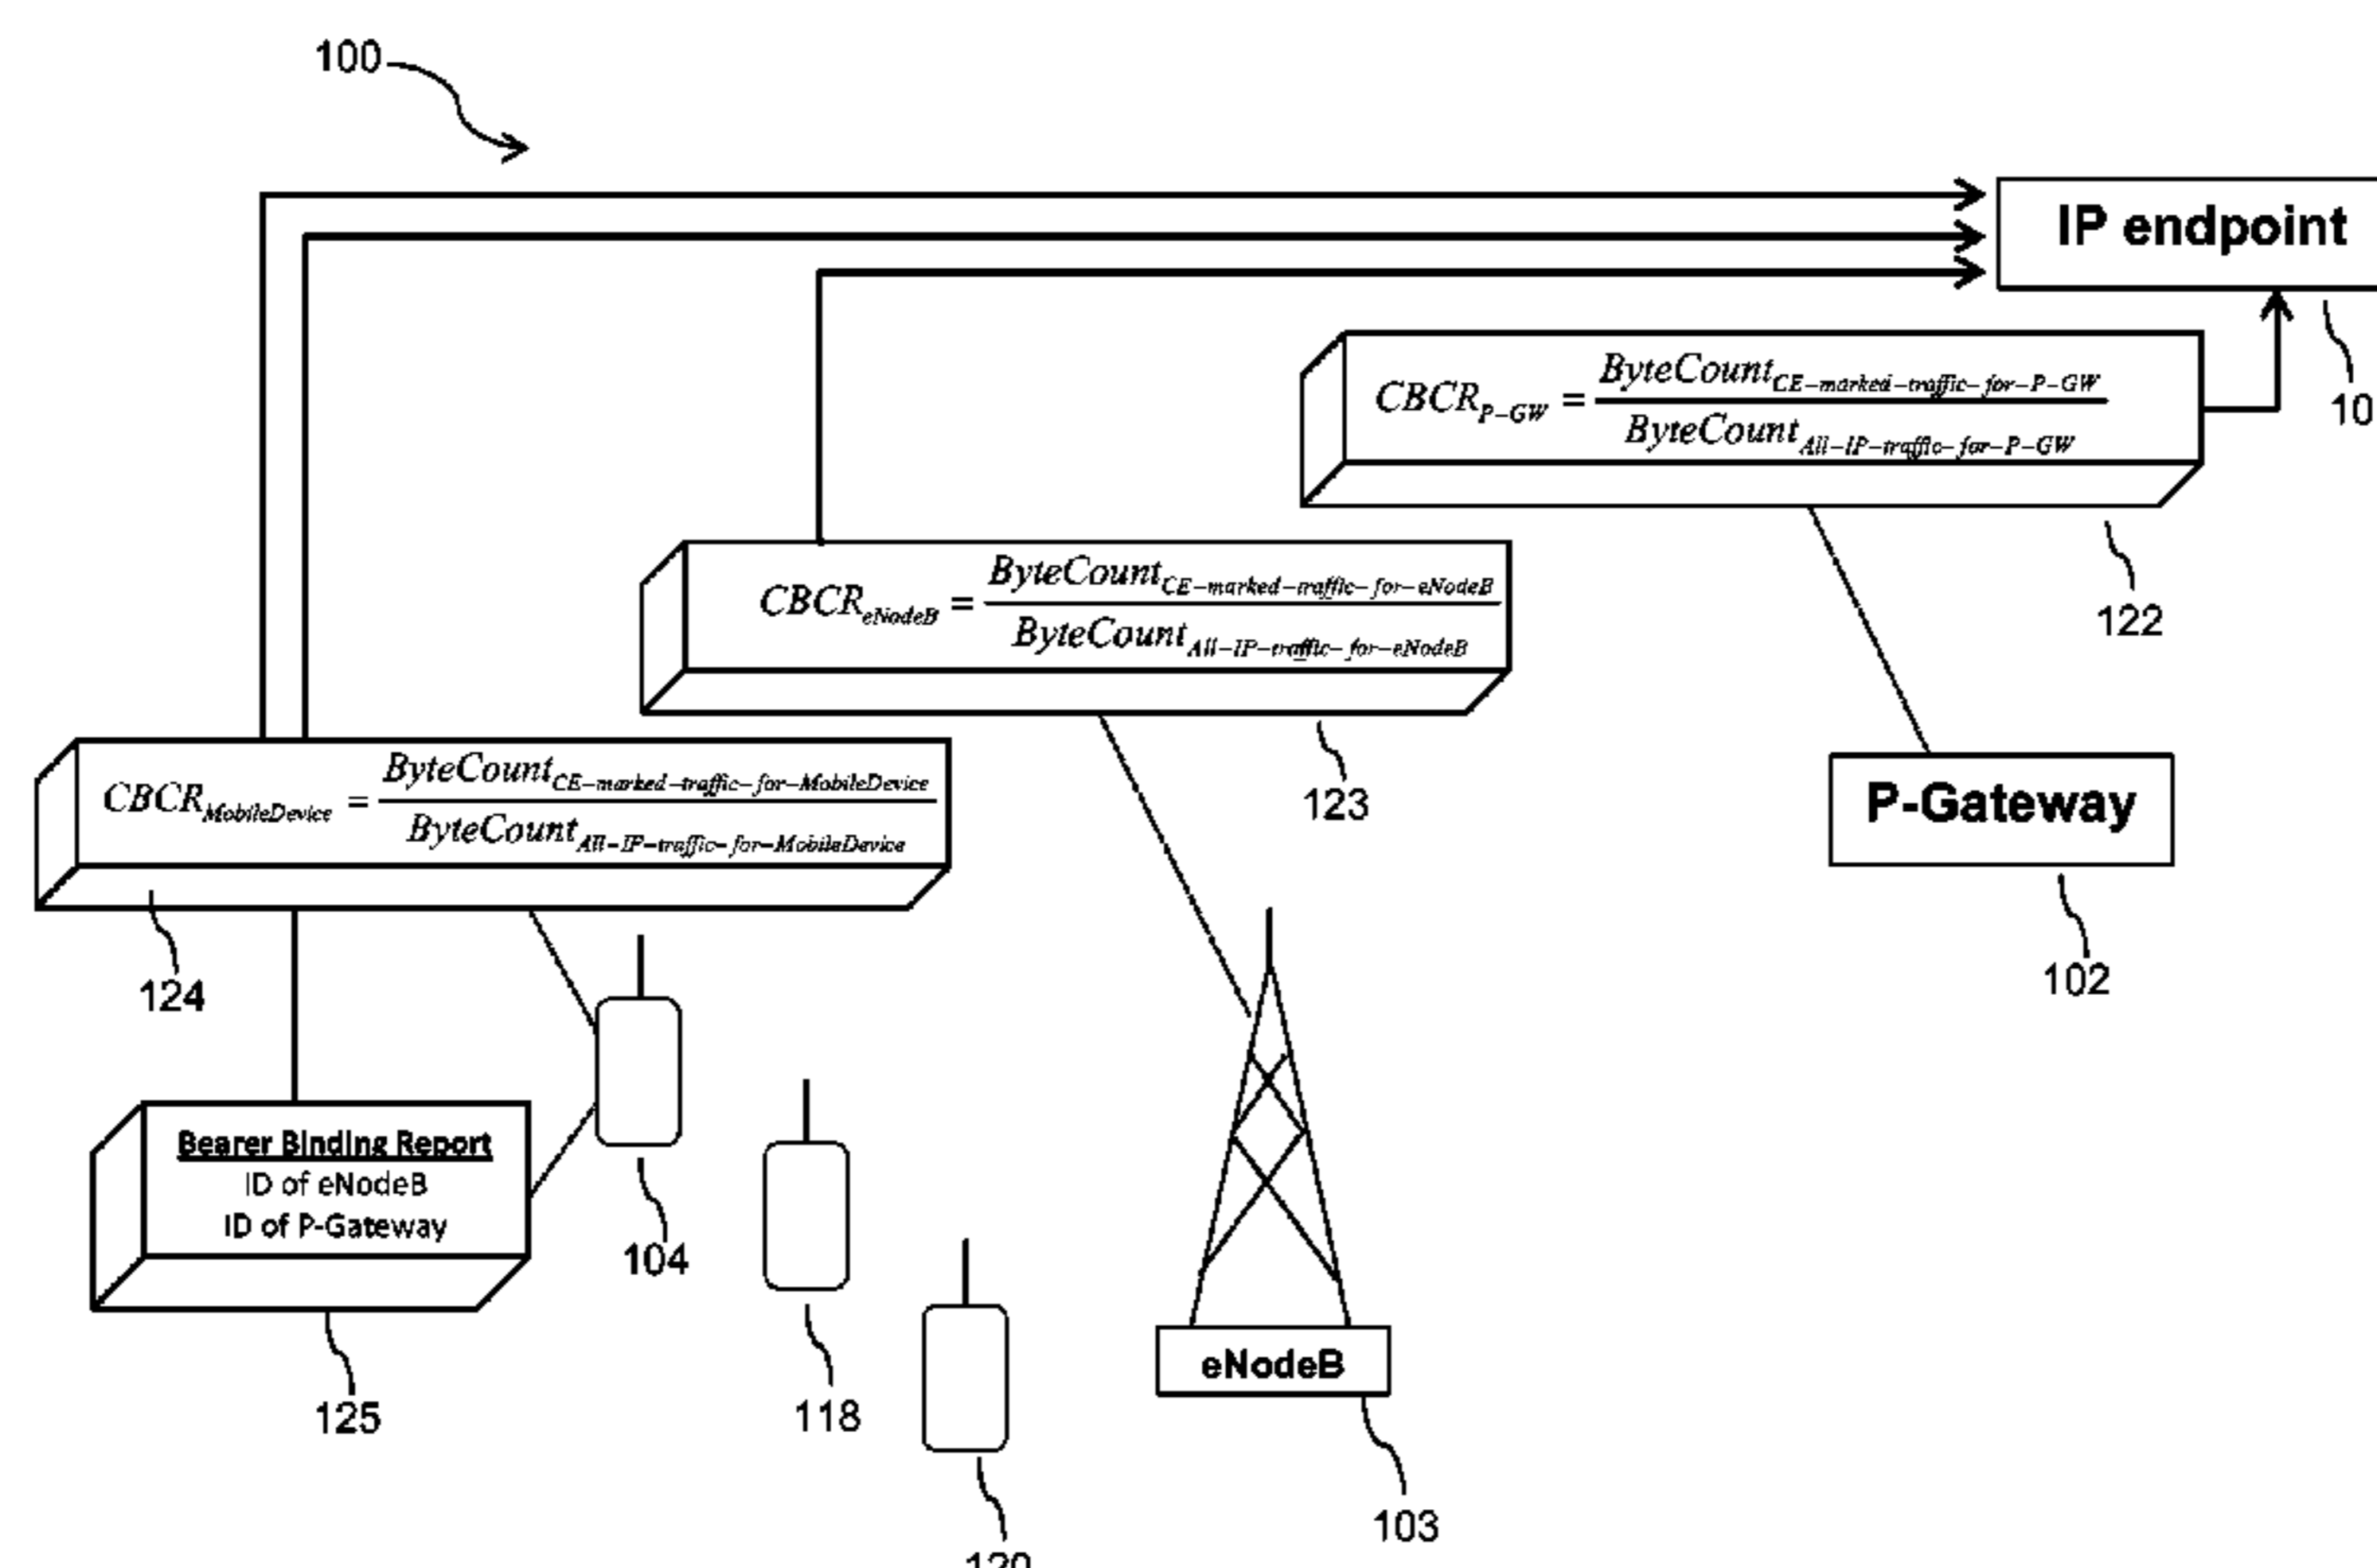 100
IP endpoint
10
CBCR_P-GW = ByteCount_CE-marked-traffic-for-P-GW
ByteCount_All-IP-traffic-for-P-GW
122
CBCR_eNodeB = ByteCount_CE-marked-traffic-for-eNodeB
ByteCount_All-IP-traffic-for-eNodeB
123
CBCR_MobileDevice = ByteCount_CE-marked-traffic-for-MobileDevice
ByteCount_All-IP-traffic-for-MobileDevice
124
P-Gateway
102
Bearer Binding Report
ID of eNodeB
ID of P-Gateway
125
104
118
eNodeB
103